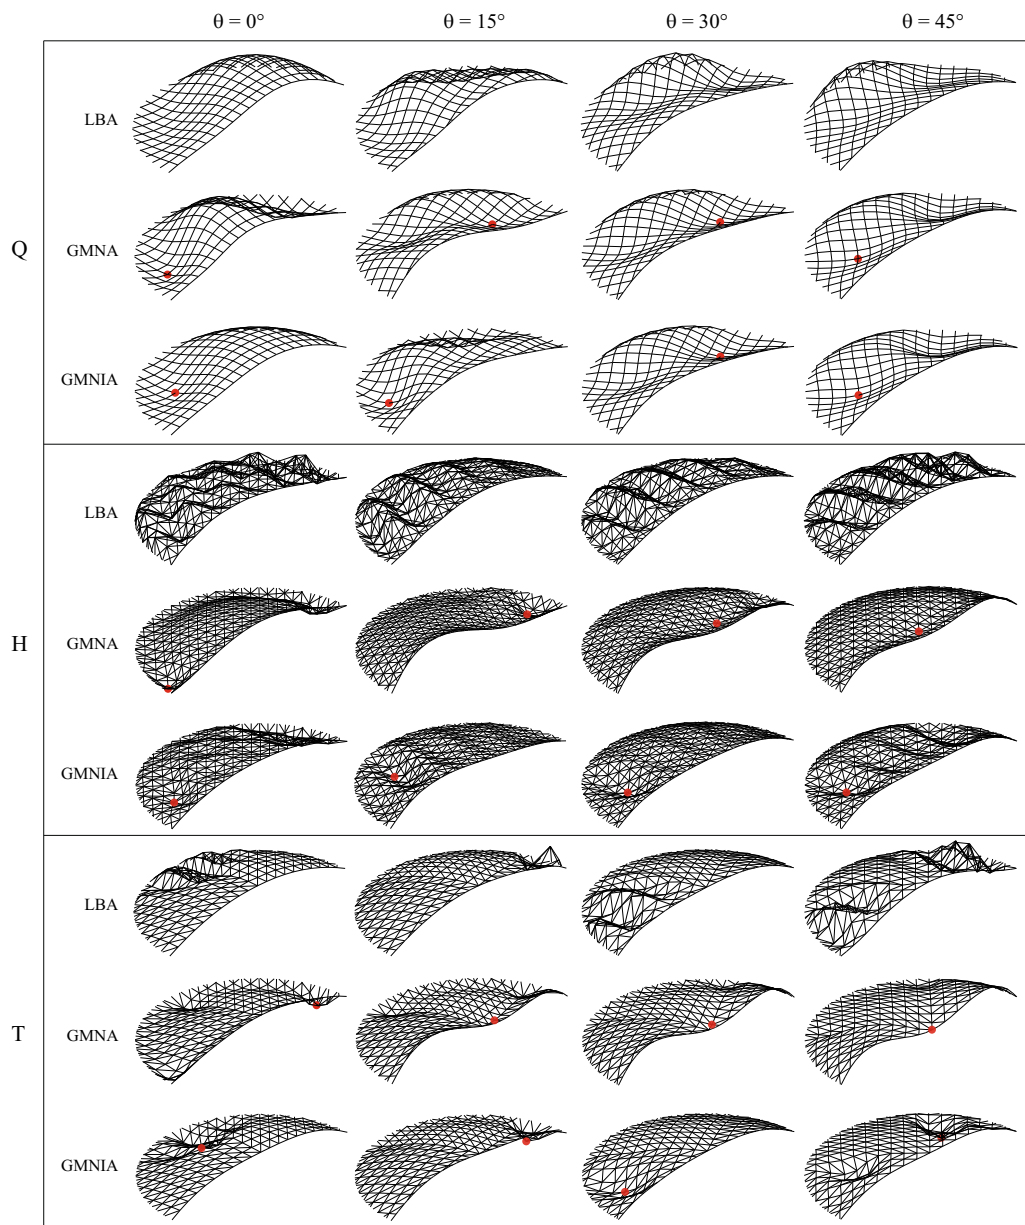 θ = 0° θ = 15° θ = 30° θ = 45°
LBA
Q GMNA
GMNIA
LBA
H GMNA
GMNIA
LBA
T GMNA
GMNIA